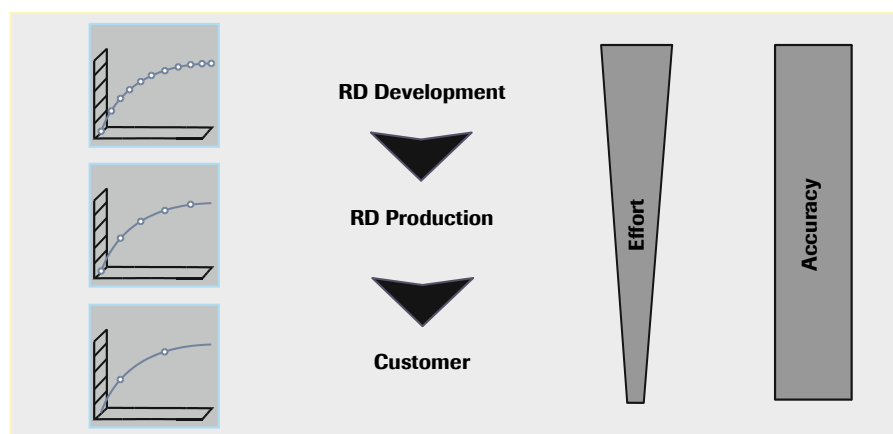 RD Development
RD Production
Customer
Effort
Accuracy